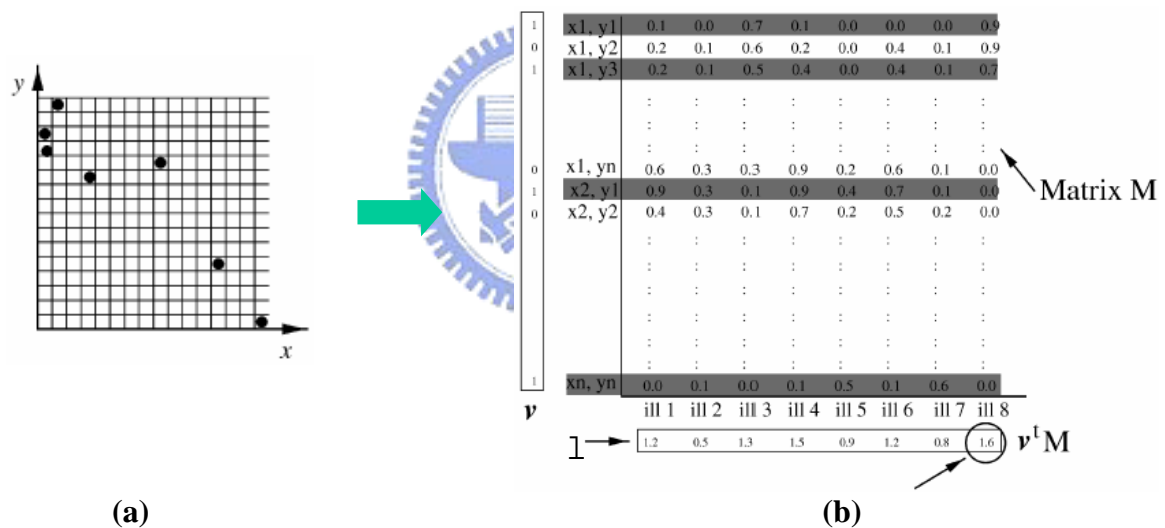 y
x
(a)
1 x1, y1 0.1 0.0 0.7 0.1 0.0 0.0 0.0 0.9
0 x1, y2 0.2 0.1 0.6 0.2 0.0 0.4 0.1 0.9
1 x1, y3 0.2 0.1 0.5 0.4 0.0 0.4 0.1 0.7
: : : : : : : :
: : : : : : : :
: : : : : : : :
0 x1, yn 0.6 0.3 0.3 0.9 0.2 0.6 0.1 0.0
1 x2, y1 0.9 0.3 0.1 0.9 0.4 0.7 0.1 0.0
Matrix M
0 x2, y2 0.4 0.3 0.1 0.7 0.2 0.5 0.2 0.0
: : : : : : : :
: : : : : : : :
: : : : : : : :
: : : : : : : :
: : : : : : : :
: : : : : : : :
1 xn, yn 0.0 0.1 0.0 0.1 0.5 0.1 0.6 0.0
v ill 1 ill 2 ill 3 ill 4 ill 5 ill 6 ill 7 ill 8
l 1.2 0.5 1.3 1.5 0.9 1.2 0.8 1.6 vᵗM
(b)